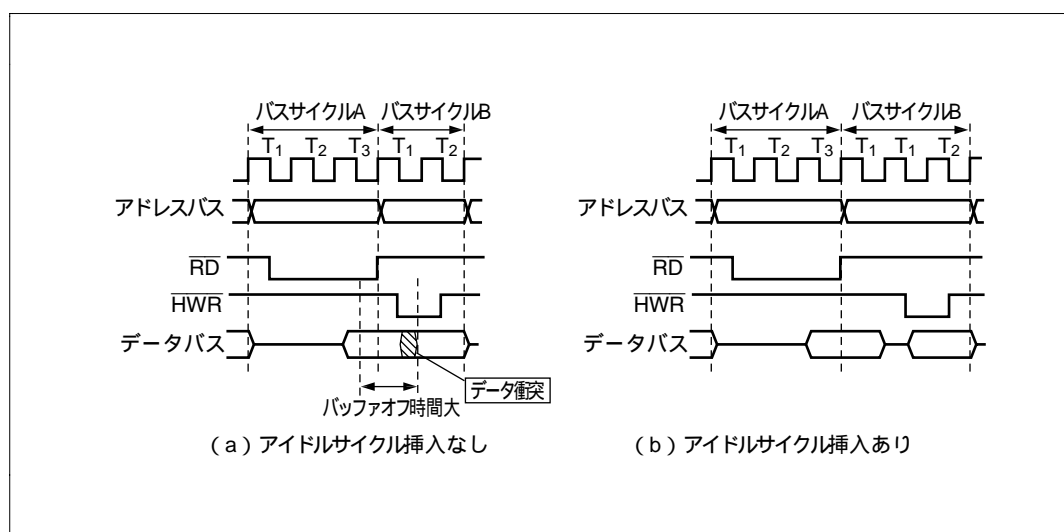 バスサイクルA バスサイクルB
T1 T2 T3 T1 T2
アドレスバス
RD
HWR
データバス
データ衝突
バッファオフ時間大
(a)アイドルサイクル挿入なし
バスサイクルA バスサイクルB
T1 T2 T3 T1 T1 T2
アドレスバス
RD
HWR
データバス
(b)アイドルサイクル挿入あり